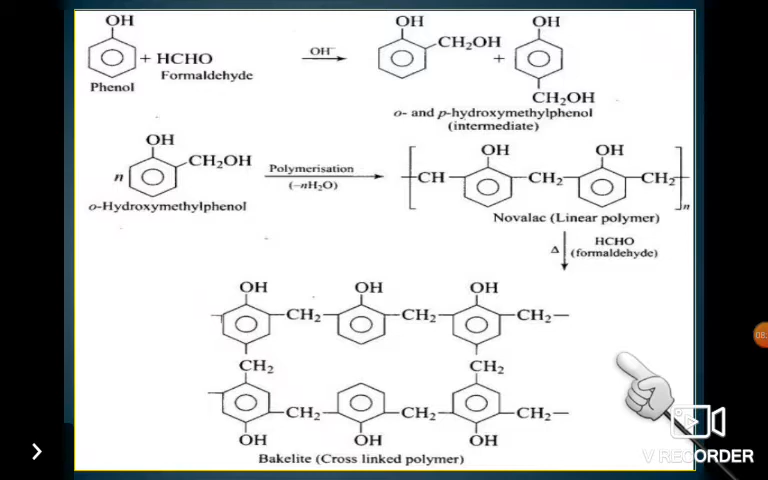 OH
+ HCHO
Formaldehyde
Phenol
OH⁻
OH
CH₂OH
+
OH
CH₂OH
o- and p-hydroxymethylphenol
(intermediate)
OH
n
CH₂OH
o-Hydroxymethylphenol
Polymerisation
(−nH₂O)
OH OH
CH CH₂ CH₂
n
Novalac (Linear polymer)
Δ
HCHO
(formaldehyde)
OH OH OH
CH₂ CH₂ CH₂
CH₂ CH₂
CH₂ CH₂ CH₂
OH OH OH
Bakelite (Cross linked polymer)
V RECORDER